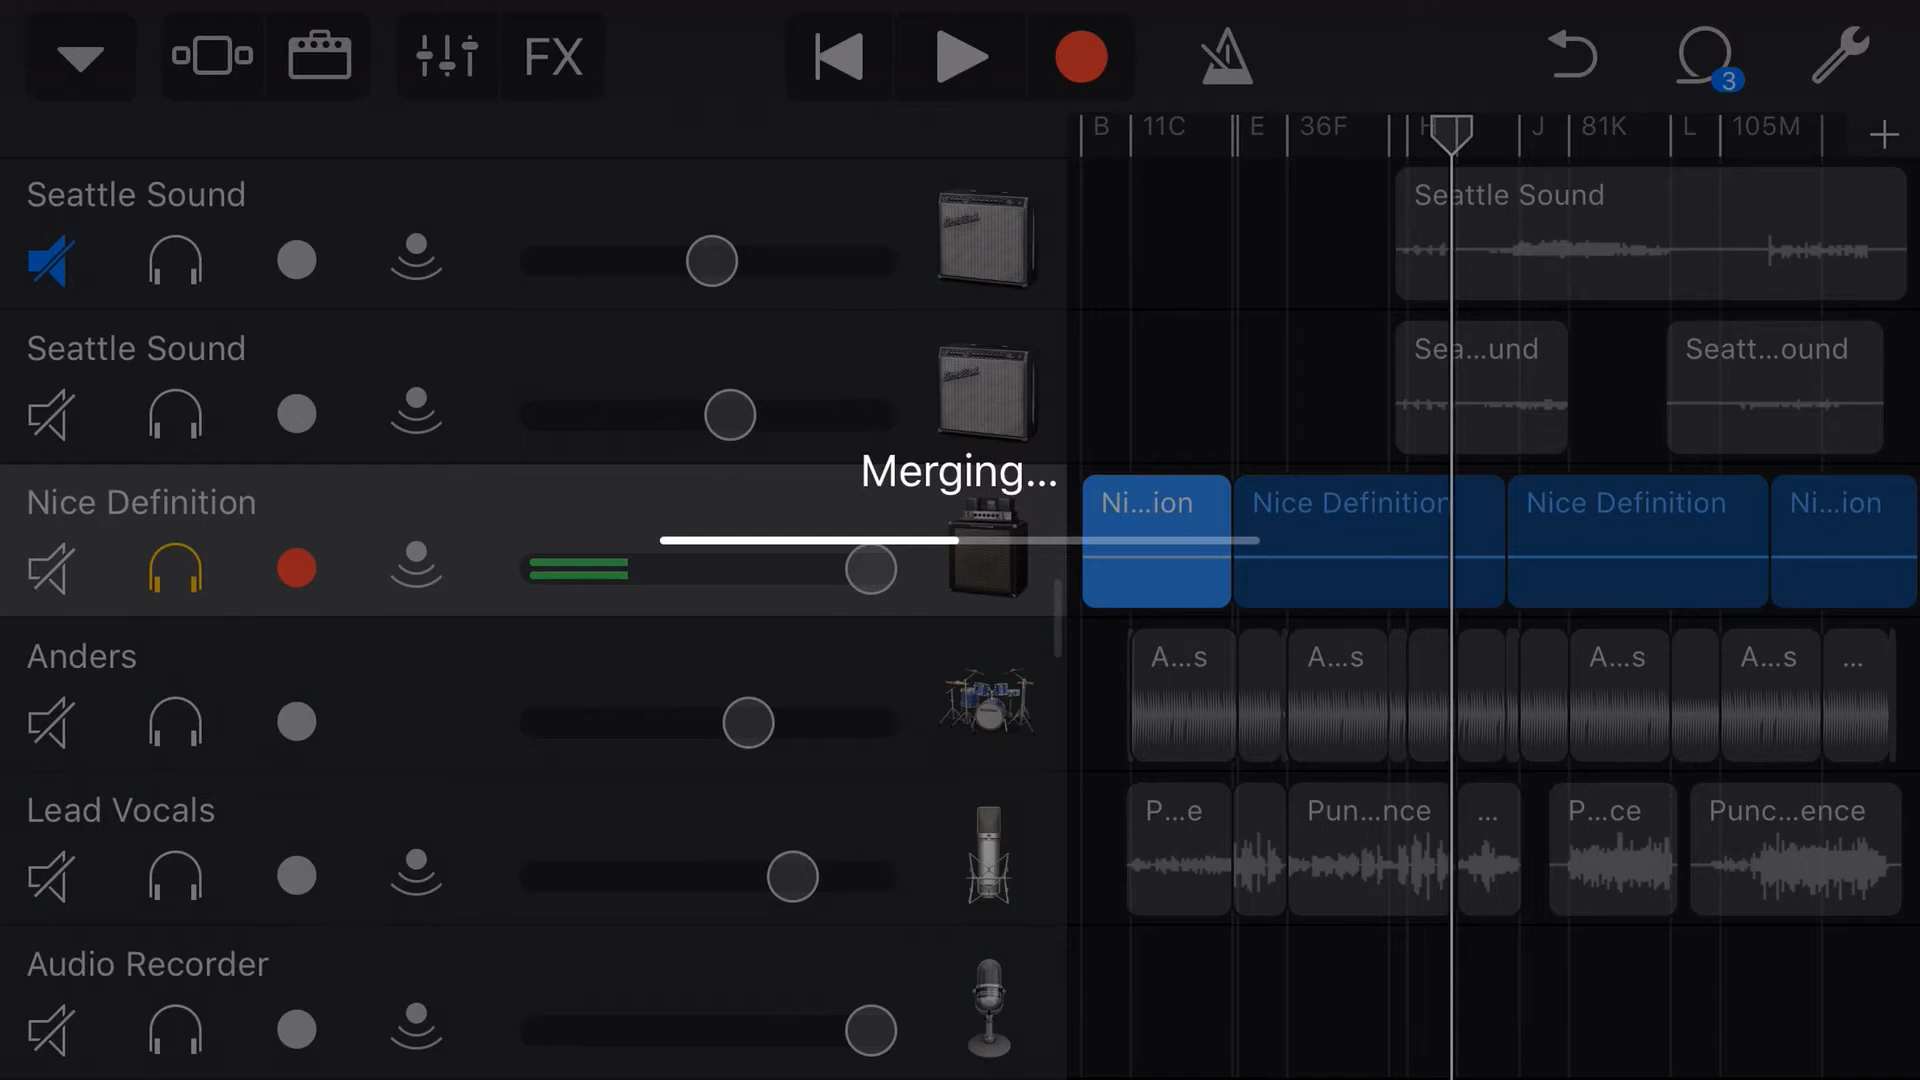 FX
3
B 11C E 36F H J 81K L 105M
Seattle Sound
Seattle Sound
Seattle Sound
Sea...und
Seatt...ound
Merging...
Nice Definition
Ni...ion
Nice Definition
Nice Definition
Ni...ion
Anders
A...s
A...s
A...s
A...s
...
Lead Vocals
P...e
Pun...nce
...
P...ce
Punc...ence
Audio Recorder